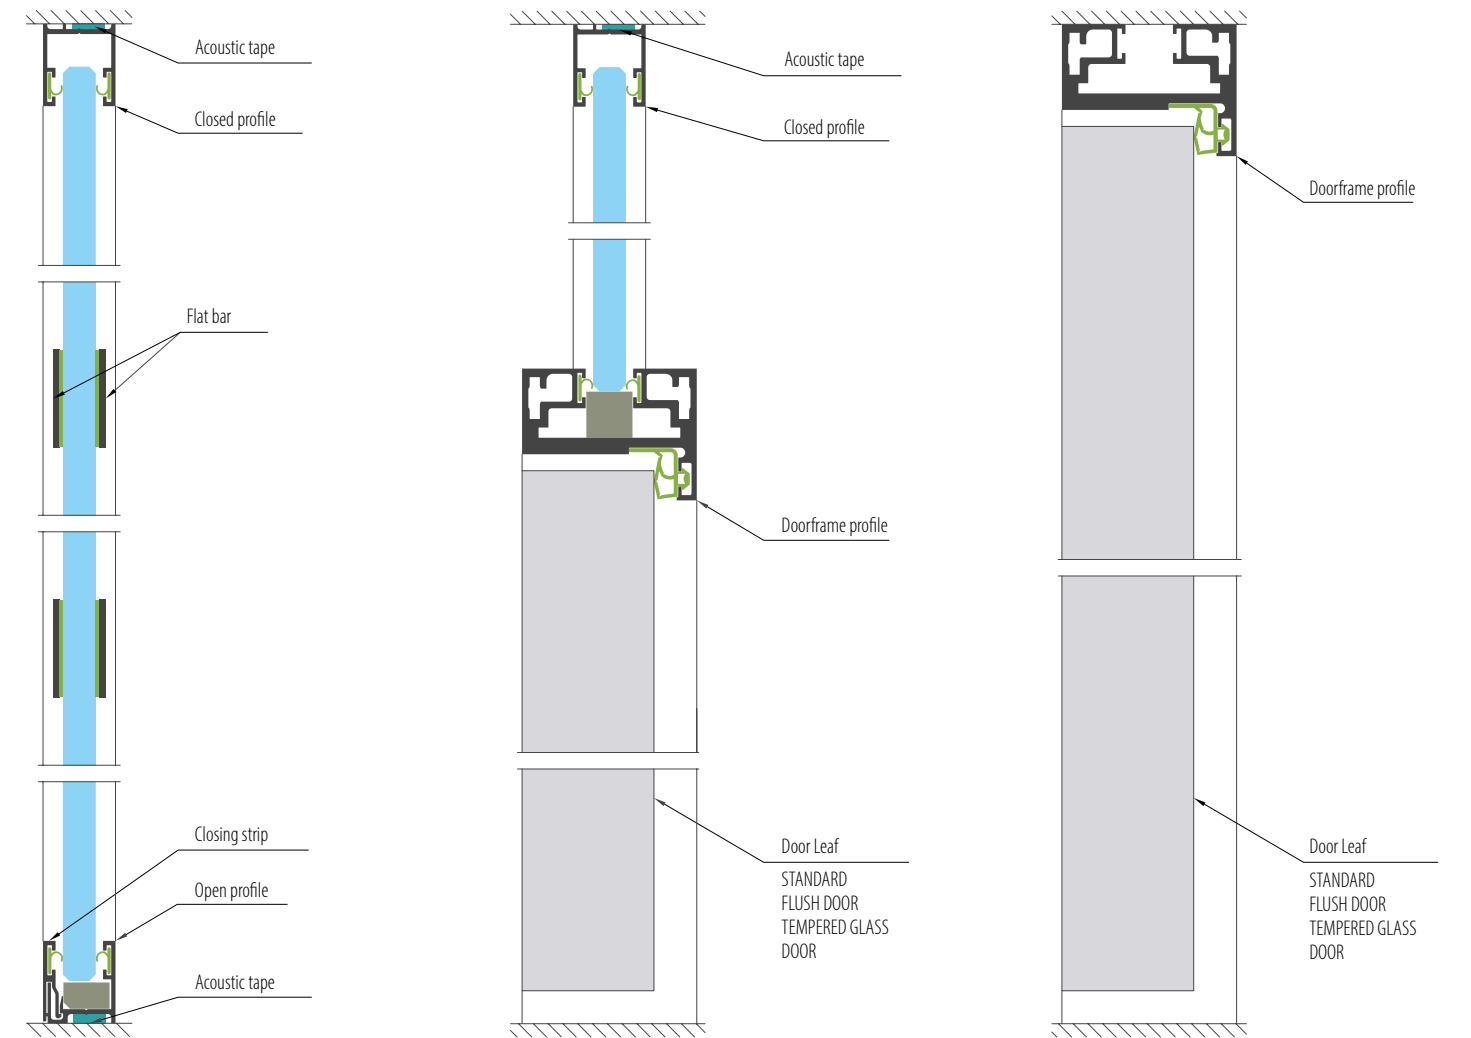 Acoustic tape
Closed profile
Flat bar
Closing strip
Open profile
Acoustic tape
Acoustic tape
Closed profile
Doorframe profile
Door Leaf
STANDARD
FLUSH DOOR
TEMPERED GLASS
DOOR
Doorframe profile
Door Leaf
STANDARD
FLUSH DOOR
TEMPERED GLASS
DOOR